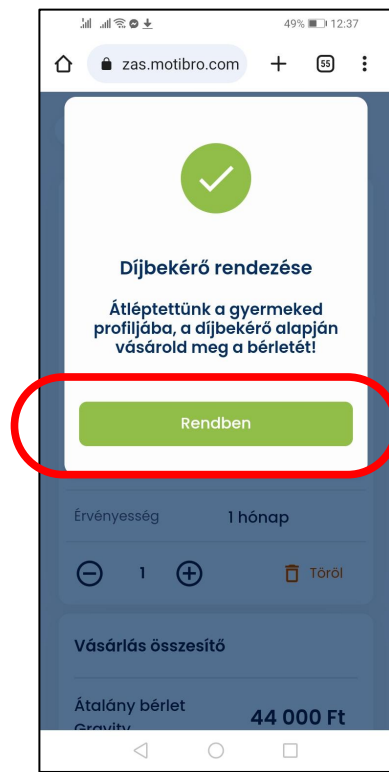 49% 12:37
zas.motibro.com 55
Díjbekérő rendezése
Átléptettünk a gyermeked
profiljába, a díjbekérő alapján
vásárold meg a bérletét!
Rendben
Érvényesség 1 hónap
1 Töröl
Vásárlás összesítő
Átalány bérlet
Gravity 44 000 Ft